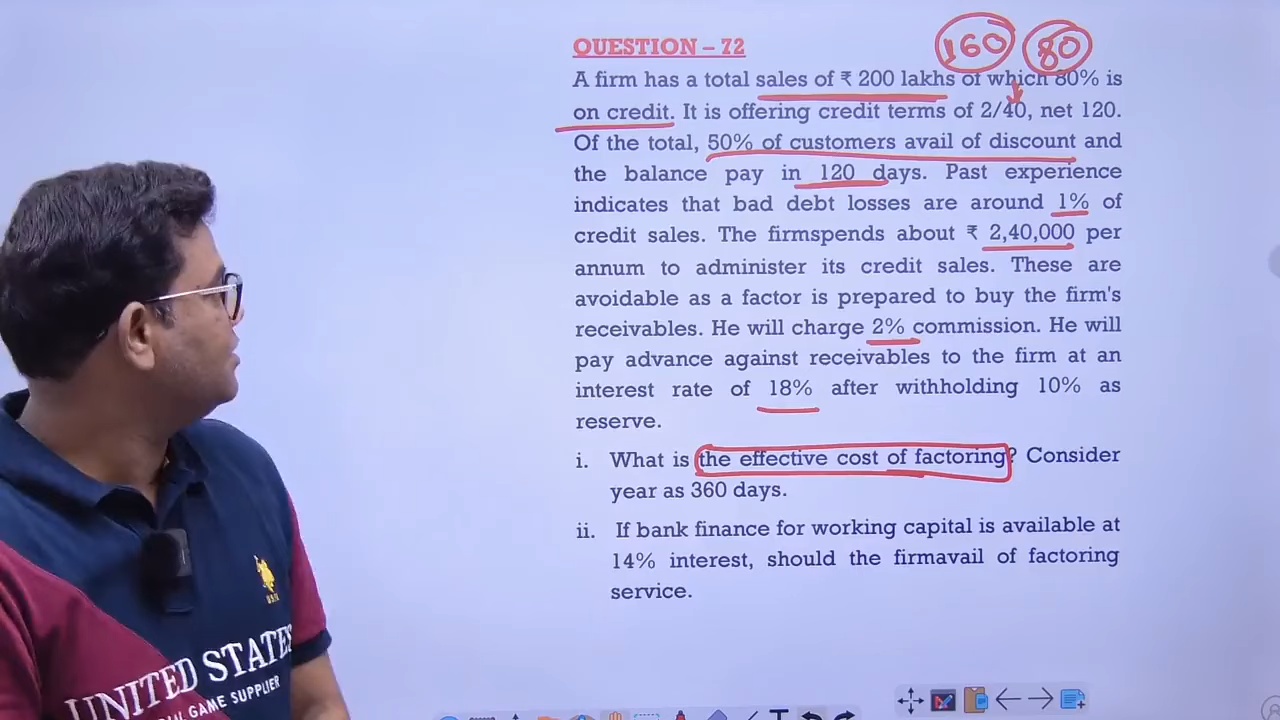 160 80
QUESTION – 72
A firm has a total sales of ₹ 200 lakhs of which 80% is
on credit. It is offering credit terms of 2/40, net 120.
Of the total, 50% of customers avail of discount and
the balance pay in 120 days. Past experience
indicates that bad debt losses are around 1% of
credit sales. The firmspends about ₹ 2,40,000 per
annum to administer its credit sales. These are
avoidable as a factor is prepared to buy the firm's
receivables. He will charge 2% commission. He will
pay advance against receivables to the firm at an
interest rate of 18% after withholding 10% as
reserve.
i. What is the effective cost of factoring? Consider
year as 360 days.
ii. If bank finance for working capital is available at
14% interest, should the firmavail of factoring
service.
UNITED STATES
GAME SUPPLIER